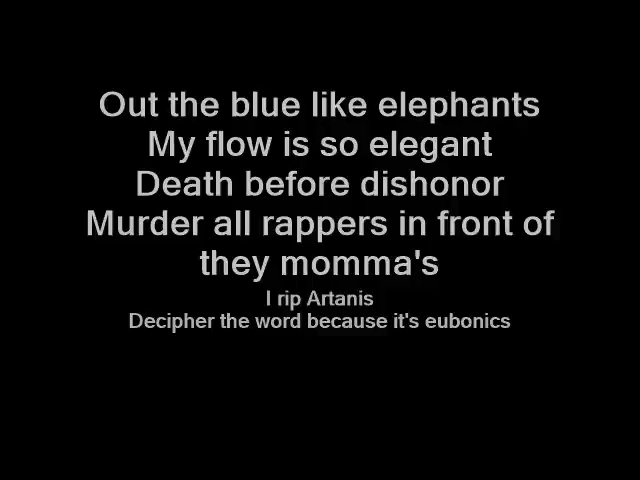 Out the blue like elephants
My flow is so elegant
Death before dishonor
Murder all rappers in front of
they momma's
I rip Artanis
Decipher the word because it's eubonics